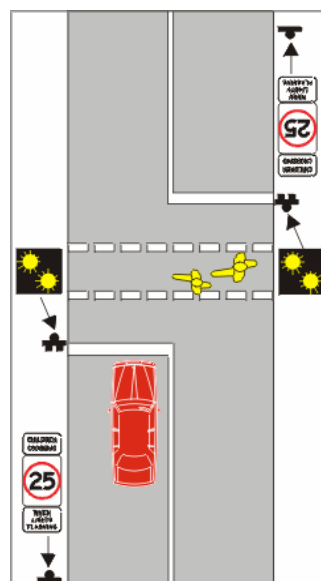 CHILDREN
CROSSING
25
WHEN
LIGHTS
FLASHING
CHILDREN
CROSSING
25
WHEN
LIGHTS
FLASHING